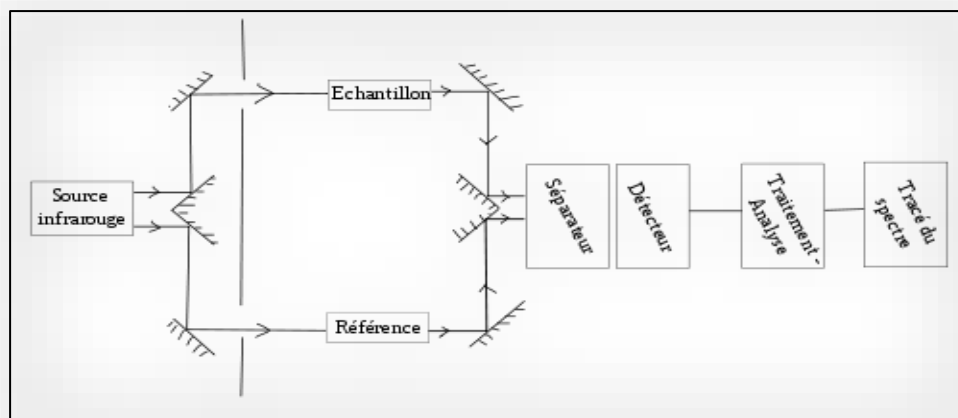 Echantillon
Source
infrarouge
Référence
Séparateur
Détecteur
Traitement -
Analyse
Tracé du
spectre